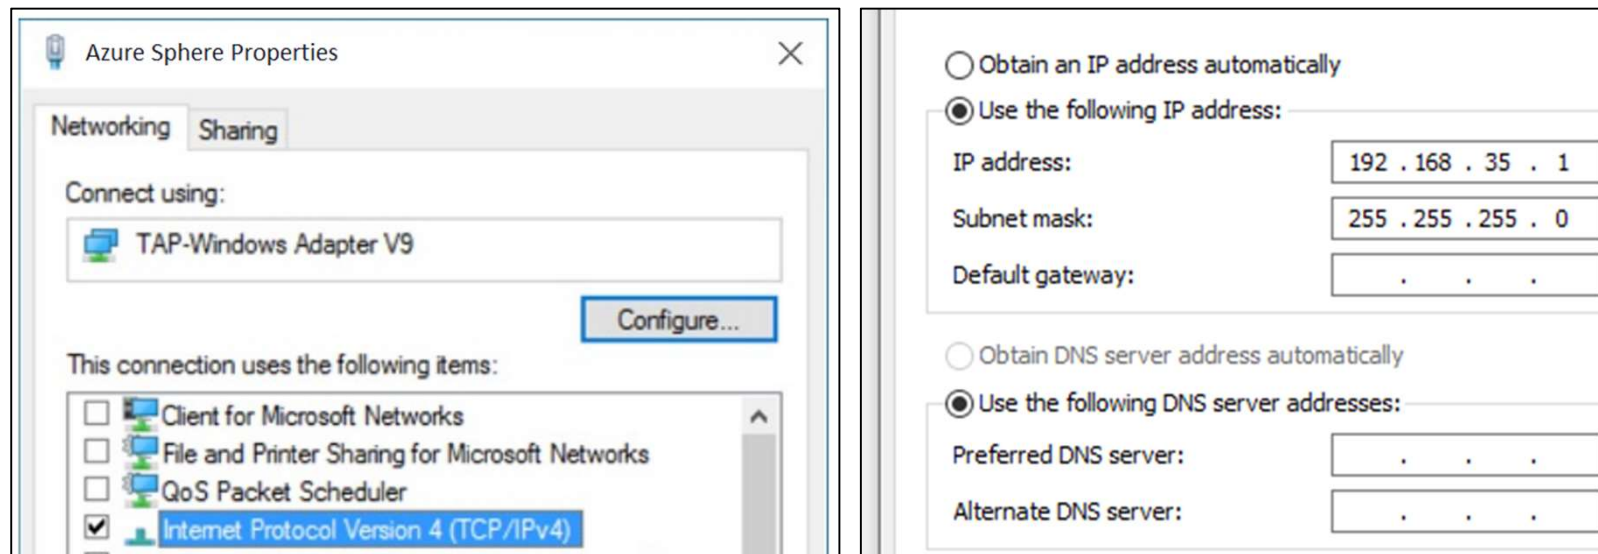 Azure Sphere Properties
Networking
Sharing
Connect using:
TAP-Windows Adapter V9
Configure...
This connection uses the following items:
Client for Microsoft Networks
File and Printer Sharing for Microsoft Networks
QoS Packet Scheduler
Internet Protocol Version 4 (TCP/IPv4)
Obtain an IP address automatically
Use the following IP address:
IP address: 192 . 168 . 35 . 1
Subnet mask: 255 . 255 . 255 . 0
Default gateway: . . .
Obtain DNS server address automatically
Use the following DNS server addresses:
Preferred DNS server: . . .
Alternate DNS server: . . .